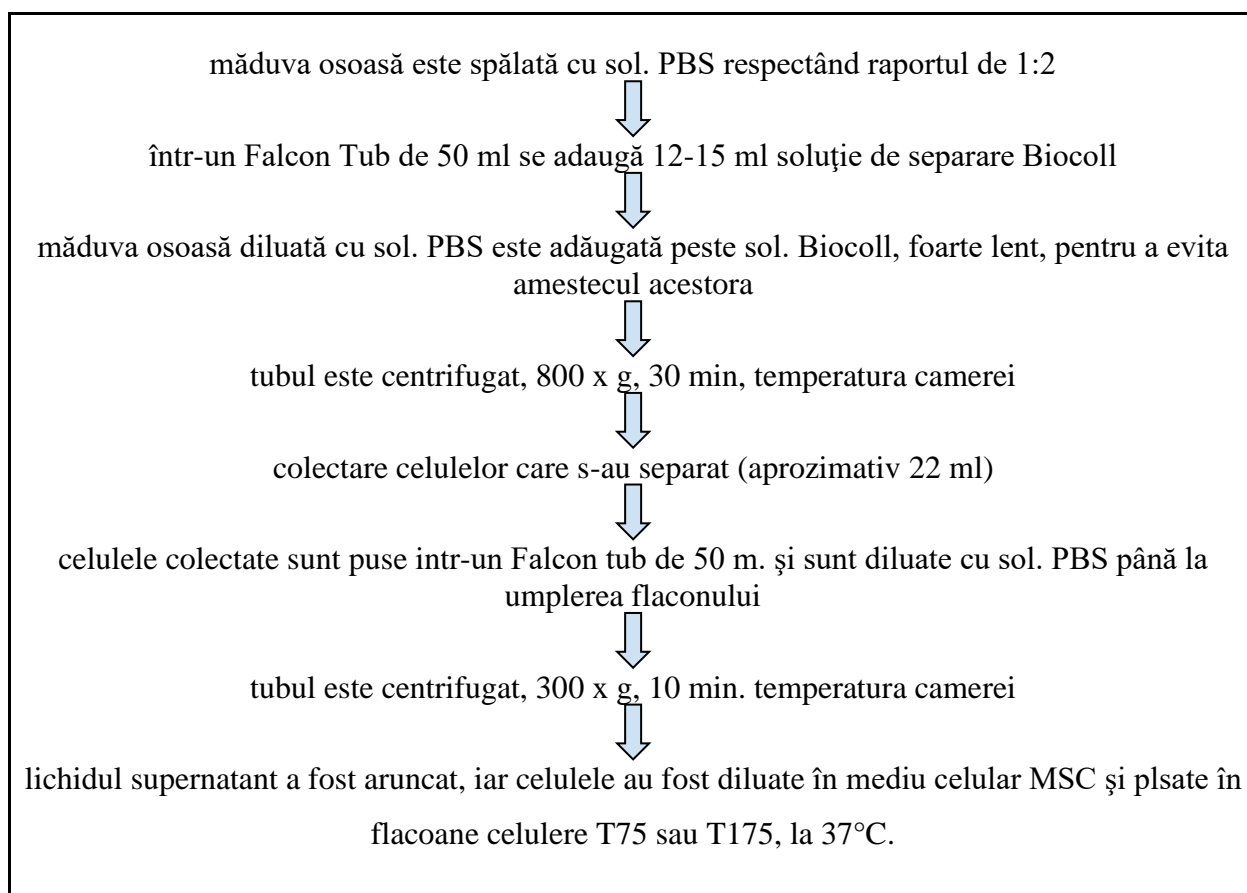 măduva osoasă este spălată cu sol. PBS respectând raportul de 1:2
într-un Falcon Tub de 50 ml se adaugă 12-15 ml soluţie de separare Biocoll
măduva osoasă diluată cu sol. PBS este adăugată peste sol. Biocoll, foarte lent, pentru a evita
amestecul acestora
tubul este centrifugat, 800 x g, 30 min, temperatura camerei
colectare celulelor care s-au separat (aprozimativ 22 ml)
celulele colectate sunt puse intr-un Falcon tub de 50 m. şi sunt diluate cu sol. PBS până la
umplerea flaconului
tubul este centrifugat, 300 x g, 10 min. temperatura camerei
lichidul supernatant a fost aruncat, iar celulele au fost diluate în mediu celular MSC şi plsate în
flacoane celulere T75 sau T175, la 37°C.